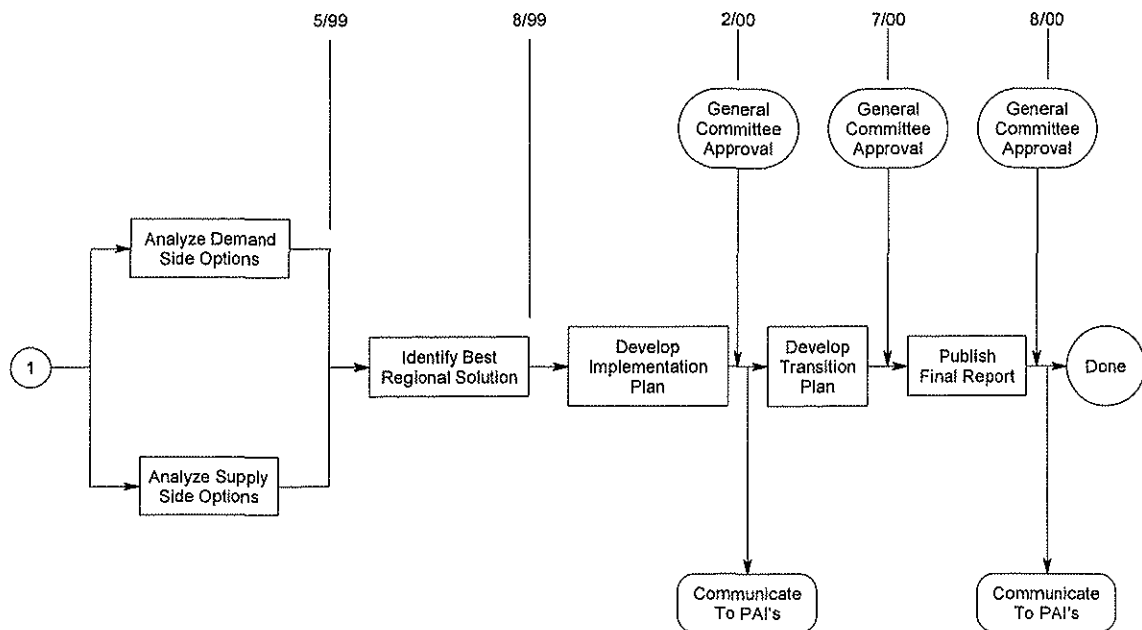 5/99
8/99
2/00
7/00
8/00
General
Committee
Approval
General
Committee
Approval
General
Committee
Approval
Analyze Demand
Side Options
1
Identify Best
Regional Solution
Develop
Implementation
Plan
Develop
Transition
Plan
Publish
Final Report
Done
Analyze Supply
Side Options
Communicate
To PAI's
Communicate
To PAI's